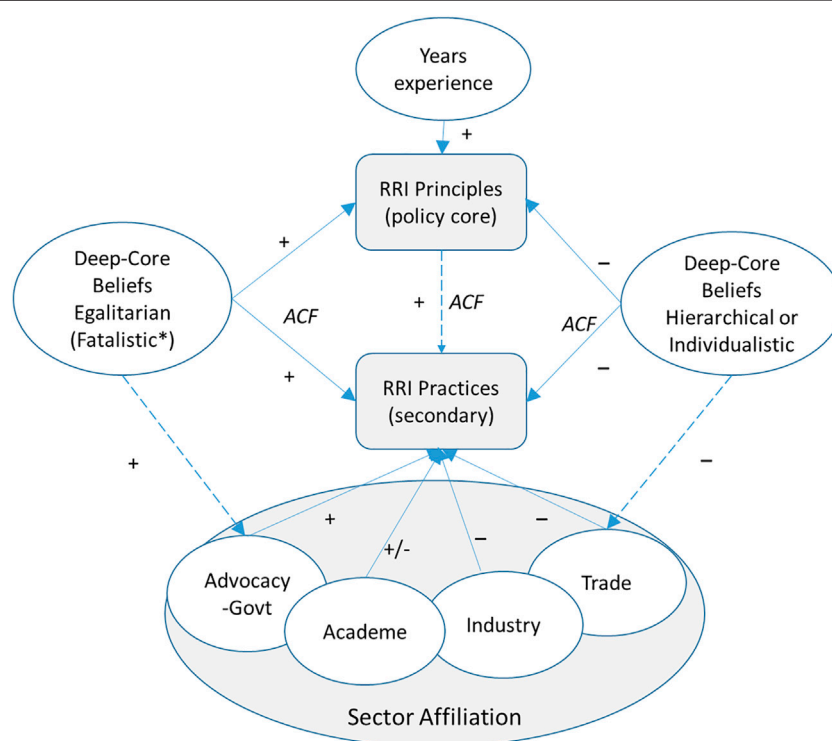 Years
experience
+
RRI Principles
(policy core)
+
–
Deep-Core
Beliefs
Egalitarian
(Fatalistic*)
Deep-Core
Beliefs
Hierarchical or
Individualistic
ACF
+
ACF
ACF
+
–
RRI Practices
(secondary)
+
–
+
+/-
–
–
Advocacy
-Govt
Academe
Industry
Trade
Sector Affiliation